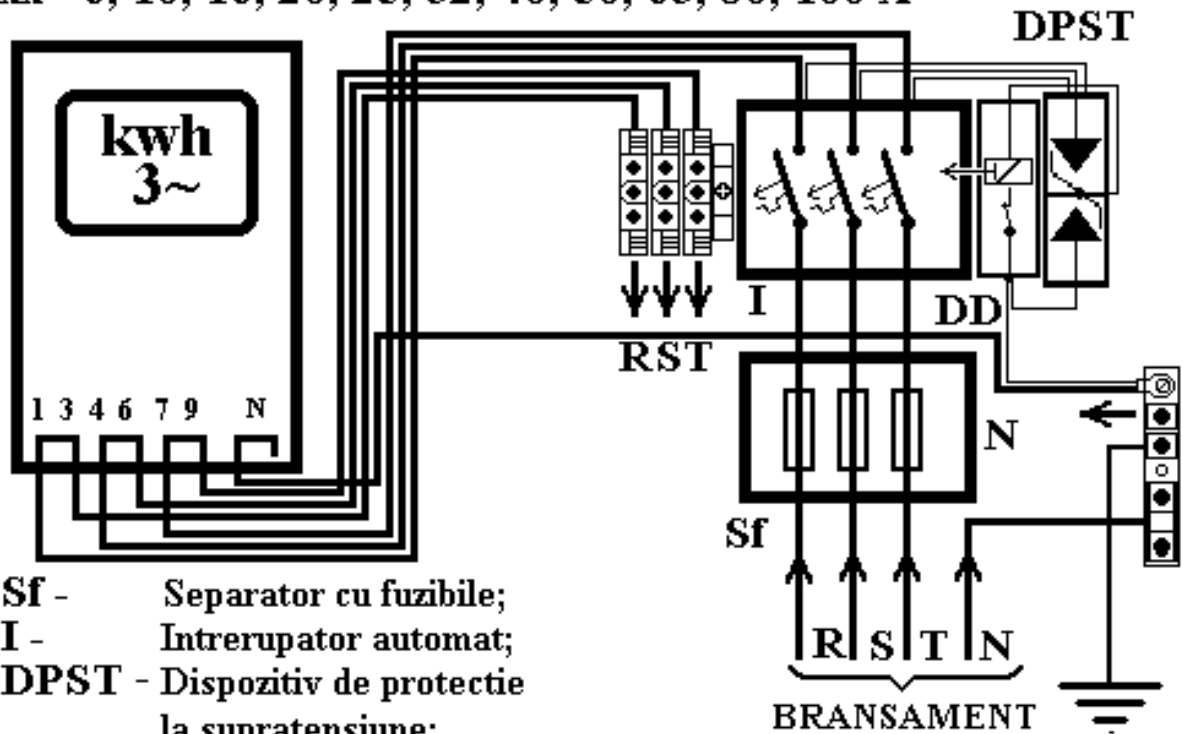 DPST
kwh
3~
I
DD
RST
1 3 4 6 7 9 N
N
Sf
Sf - Separator cu fuzibile;
I - Intrerupator automat;
DPST - Dispozitiv de protectie
la supratensiune;
R S T N
BRANSAMENT